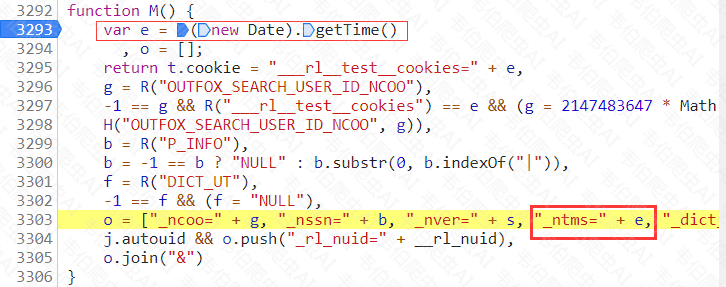 3292 function M() {
3293 var e = (new Date).getTime()
3294 , o = [];
3295 return t.cookie = "___rl__test__cookies=" + e,
3296 g = R("OUTFOX_SEARCH_USER_ID_NCOO"),
3297 -1 == g && R("___rl__test__cookies") == e && (g = 2147483647 * Math
3298 H("OUTFOX_SEARCH_USER_ID_NCOO", g)),
3299 b = R("P_INFO"),
3300 b = -1 == b ? "NULL" : b.substr(0, b.indexOf("|")),
3301 f = R("DICT_UT"),
3302 -1 == f && (f = "NULL"),
3303 o = ["_ncoo=" + g, "_nssn=" + b, "_nver=" + s, "_ntms=" + e, "_dict_
3304 j.autouid && o.push("_rl_nuid=" + __rl_nuid),
3305 o.join("&")
3306 }